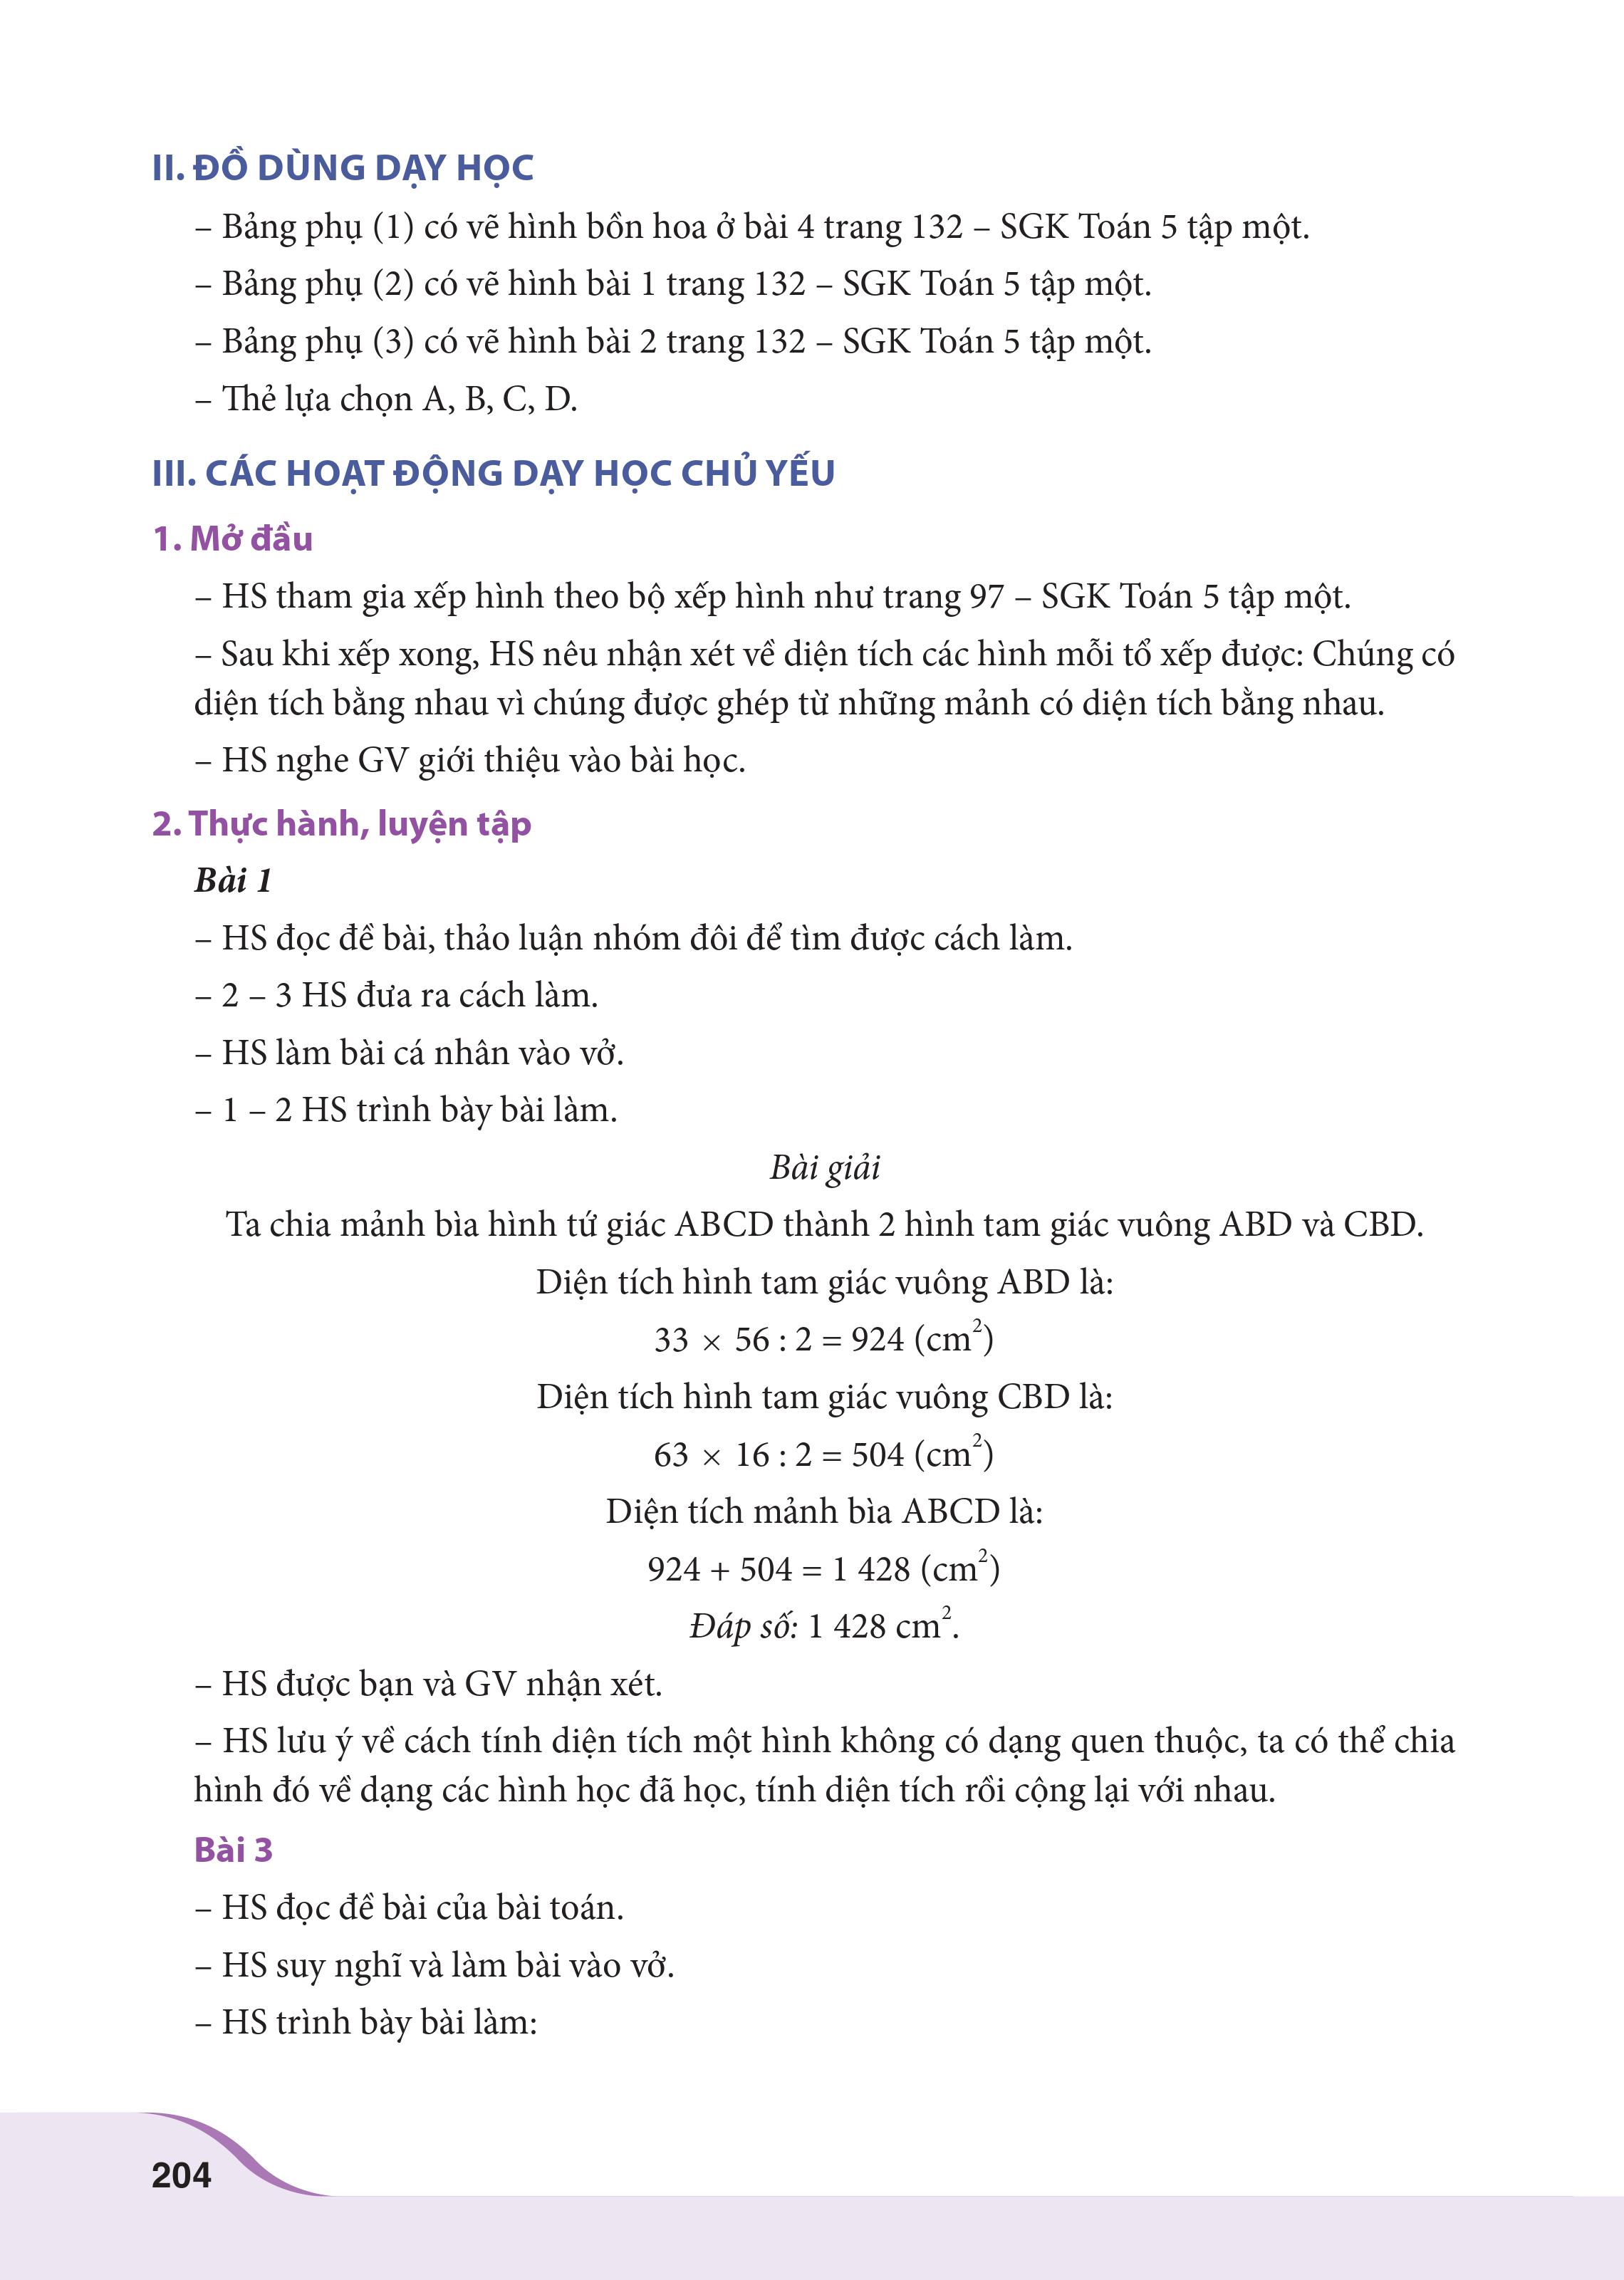 II. ĐỒ DÙNG DẠY HỌC
– Bảng phụ (1) có vẽ hình bồn hoa ở bài 4 trang 132 – SGK Toán 5 tập một.
– Bảng phụ (2) có vẽ hình bài 1 trang 132 – SGK Toán 5 tập một.
– Bảng phụ (3) có vẽ hình bài 2 trang 132 – SGK Toán 5 tập một.
– Thẻ lựa chọn A, B, C, D.
III. CÁC HOẠT ĐỘNG DẠY HỌC CHỦ YẾU
1. Mở đầu
– HS tham gia xếp hình theo bộ xếp hình như trang 97 – SGK Toán 5 tập một.
– Sau khi xếp xong, HS nêu nhận xét về diện tích các hình mỗi tổ xếp được: Chúng có
diện tích bằng nhau vì chúng được ghép từ những mảnh có diện tích bằng nhau.
– HS nghe GV giới thiệu vào bài học.
2. Thực hành, luyện tập
Bài 1
– HS đọc đề bài, thảo luận nhóm đôi để tìm được cách làm.
– 2 – 3 HS đưa ra cách làm.
– HS làm bài cá nhân vào vở.
– 1 – 2 HS trình bày bài làm.
Bài giải
Ta chia mảnh bìa hình tứ giác ABCD thành 2 hình tam giác vuông ABD và CBD.
Diện tích hình tam giác vuông ABD là:
33 × 56 : 2 = 924 (cm²)
Diện tích hình tam giác vuông CBD là:
63 × 16 : 2 = 504 (cm²)
Diện tích mảnh bìa ABCD là:
924 + 504 = 1 428 (cm²)
Đáp số: 1 428 cm².
– HS được bạn và GV nhận xét.
– HS lưu ý về cách tính diện tích một hình không có dạng quen thuộc, ta có thể chia
hình đó về dạng các hình học đã học, tính diện tích rồi cộng lại với nhau.
Bài 3
– HS đọc đề bài của bài toán.
– HS suy nghĩ và làm bài vào vở.
– HS trình bày bài làm:
204